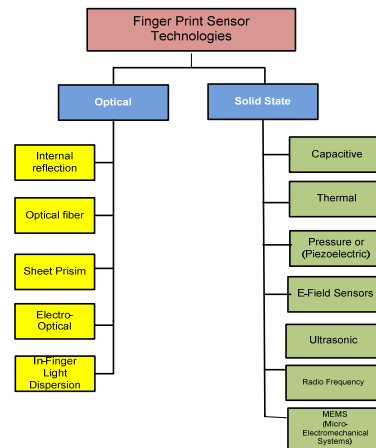 Finger Print Sensor
Technologies
Optical
Solid State
Internal
reflection
Optical fiber
Sheet Prisim
Electro-
Optical
In-Finger
Light
Dispersion
Capacitive
Thermal
Pressure or
(Piezoelectric)
E-Field Sensors
Ultrasonic
Radio Frequency
MEMS
(Micro-
Electromechanical
Systems)